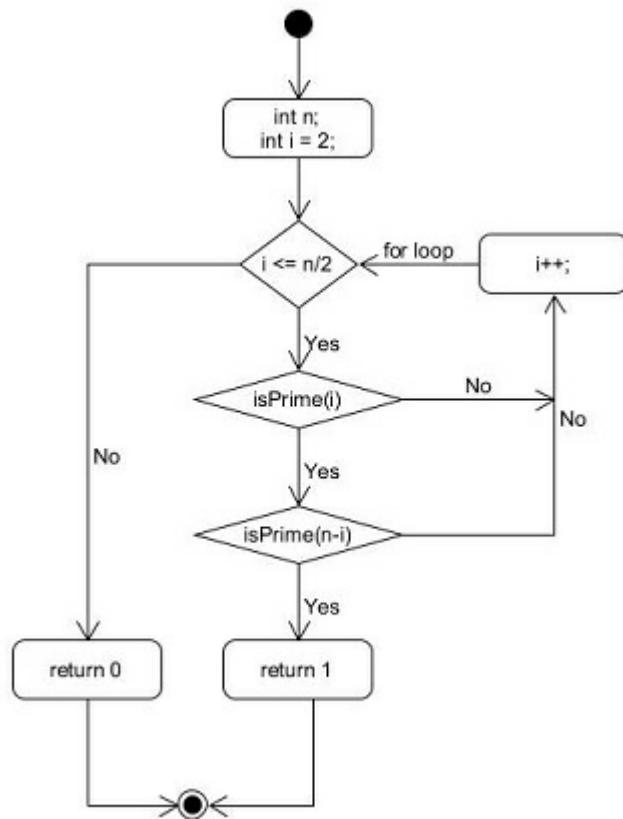 int n;
int i = 2;
i <= n/2
for loop
i++;
Yes
isPrime(i)
No
No
No
Yes
isPrime(n-i)
Yes
return 0
return 1